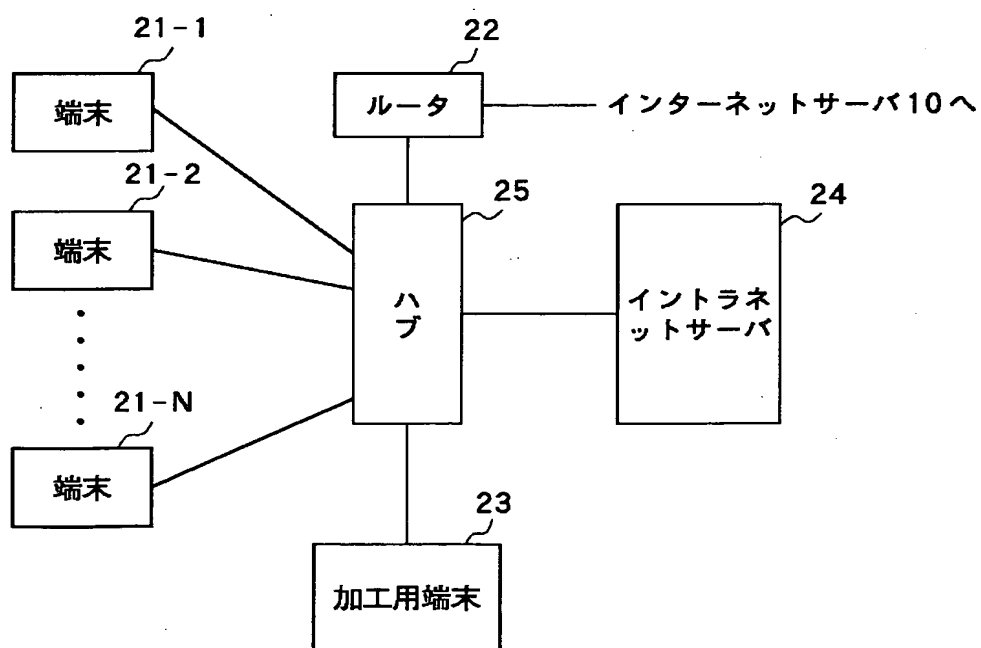 21-1
端末
22
ルータ
インターネットサーバ10へ
21-2
端末
25
ハブ
24
イントラネ
ットサーバ
21-N
端末
23
加工用端末